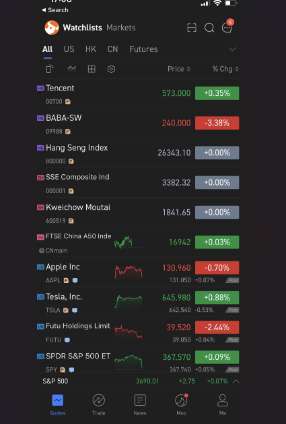 Search
Watchlists Markets
All US HK CN Futures
Price % Chg
Tencent 573.000 +0.35%
00700
BABA-SW 240.000 -3.38%
09988
Hang Seng Index 26343.10 +0.00%
800000
SSE Composite Ind 3382.32 +0.00%
000001
Kweichow Moutai 1841.65 +0.00%
600519
FTSE China A50 Inde 16942 +0.03%
CNmain
Apple Inc 130.960 -0.70%
AAPL 131.050 +0.07%
Tesla, Inc. 645.980 +0.88%
TSLA 642.540 -0.53%
Futu Holdings Limit 39.520 -2.44%
FUTU 39.850 +0.84%
SPDR S&P 500 ET 367.570 +0.09%
SPY 367.740 +0.05%
S&P 500 3690.01 +2.75 +0.07%
Quotes Trade News Moo Me